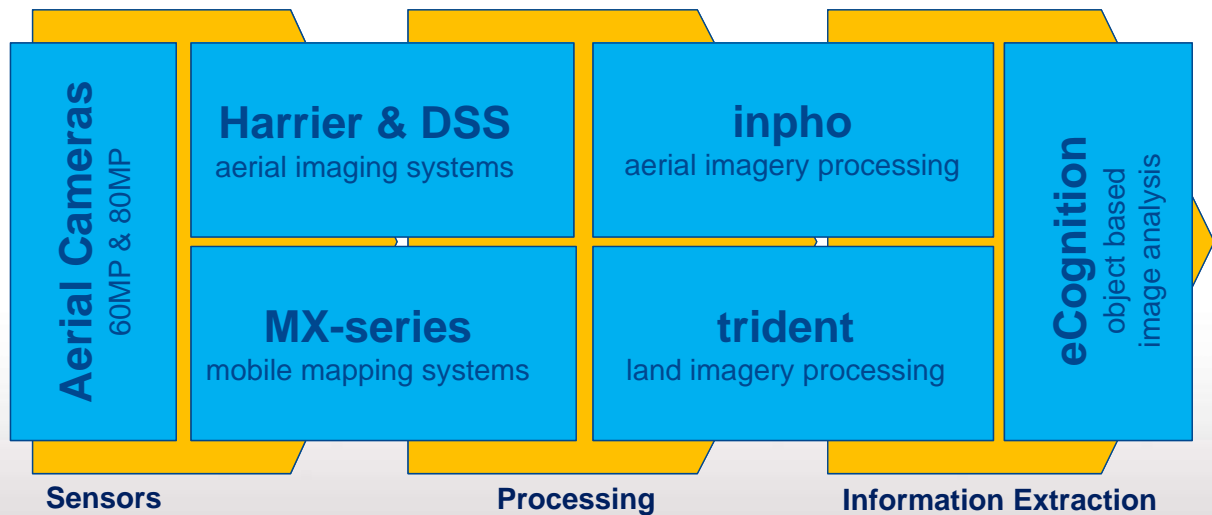 Aerial Cameras
60MP & 80MP
Harrier & DSS
aerial imaging systems
inpho
aerial imagery processing
MX-series
mobile mapping systems
trident
land imagery processing
eCognition
object based
image analysis
Sensors
Processing
Information Extraction